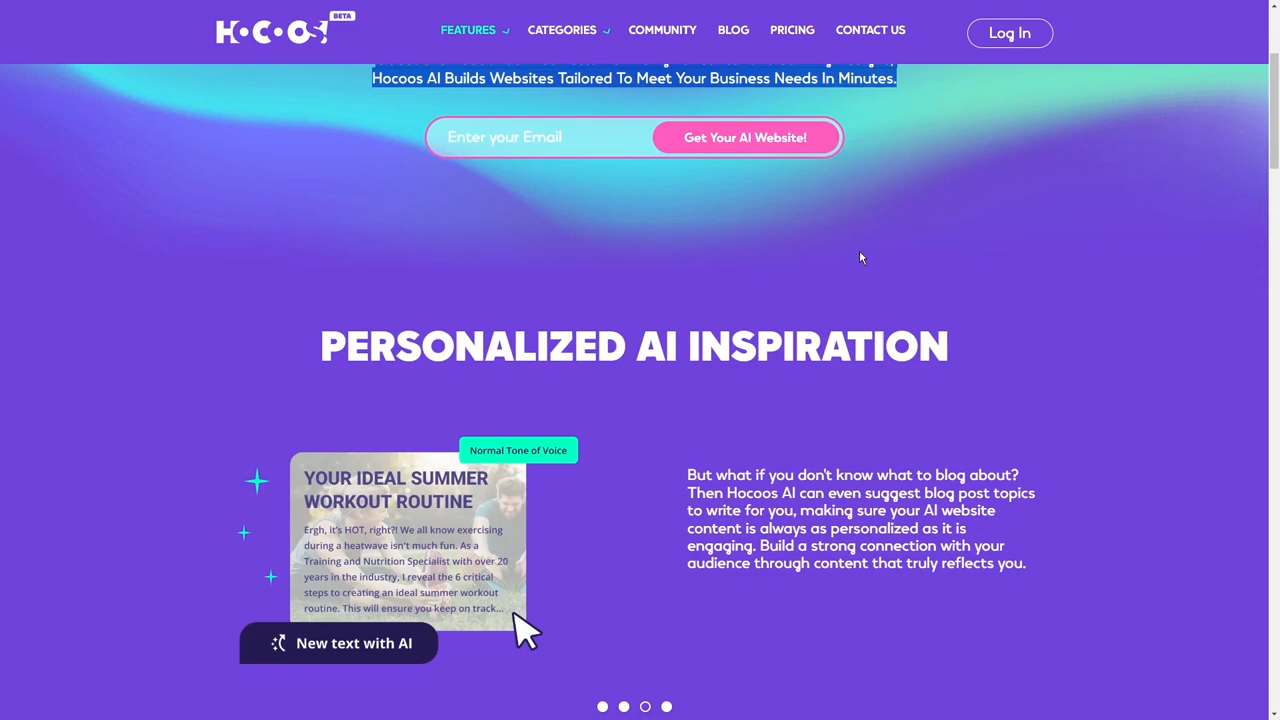 HOCOOS! BETA
FEATURES CATEGORIES COMMUNITY BLOG PRICING CONTACT US Log In
Hocoos AI Builds Websites Tailored To Meet Your Business Needs In Minutes.
Enter your Email Get Your AI Website!
PERSONALIZED AI INSPIRATION
Normal Tone of Voice
YOUR IDEAL SUMMER
WORKOUT ROUTINE
Ergh, it's HOT, right?! We all know exercising
during a heatwave isn't much fun. As a
Training and Nutrition Specialist with over 20
years in the industry, I reveal the 6 critical
steps to creating an ideal summer workout
routine. This will ensure you keep on track...
New text with AI
But what if you don't know what to blog about?
Then Hocoos AI can even suggest blog post topics
to write for you, making sure your AI website
content is always as personalized as it is
engaging. Build a strong connection with your
audience through content that truly reflects you.